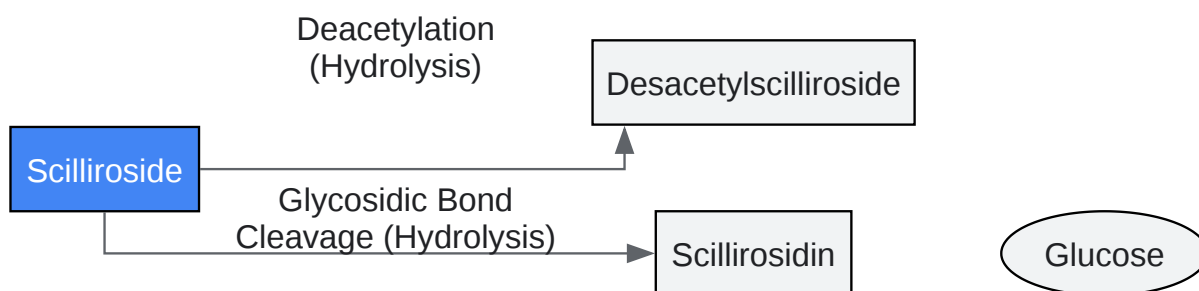 Deacetylation
(Hydrolysis)
Desacetylscilliroside
Scilliroside
Glycosidic Bond
Cleavage (Hydrolysis)
Scillirosidin
Glucose